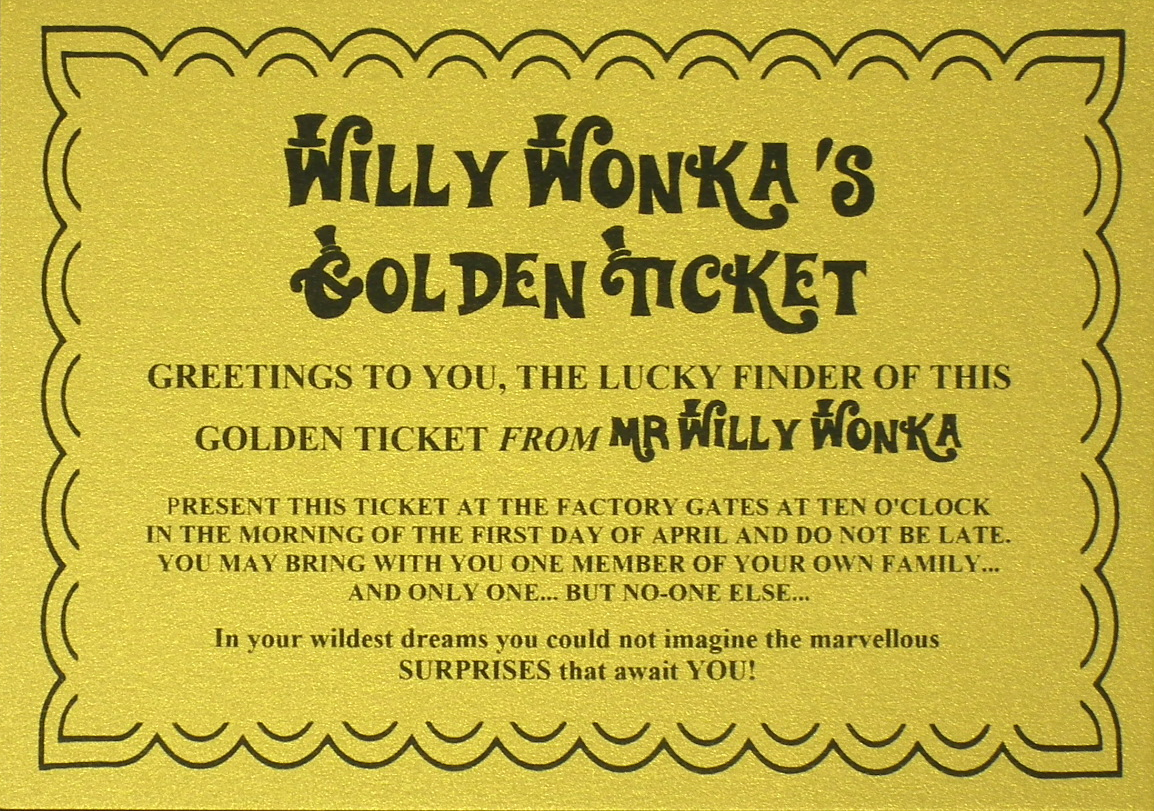 WILLY WONKA'S
GOLDEN TICKET
GREETINGS TO YOU, THE LUCKY FINDER OF THIS
GOLDEN TICKET FROM MR WILLY WONKA
PRESENT THIS TICKET AT THE FACTORY GATES AT TEN O'CLOCK
IN THE MORNING OF THE FIRST DAY OF APRIL AND DO NOT BE LATE.
YOU MAY BRING WITH YOU ONE MEMBER OF YOUR OWN FAMILY...
AND ONLY ONE... BUT NO-ONE ELSE...
In your wildest dreams you could not imagine the marvellous
SURPRISES that await YOU!